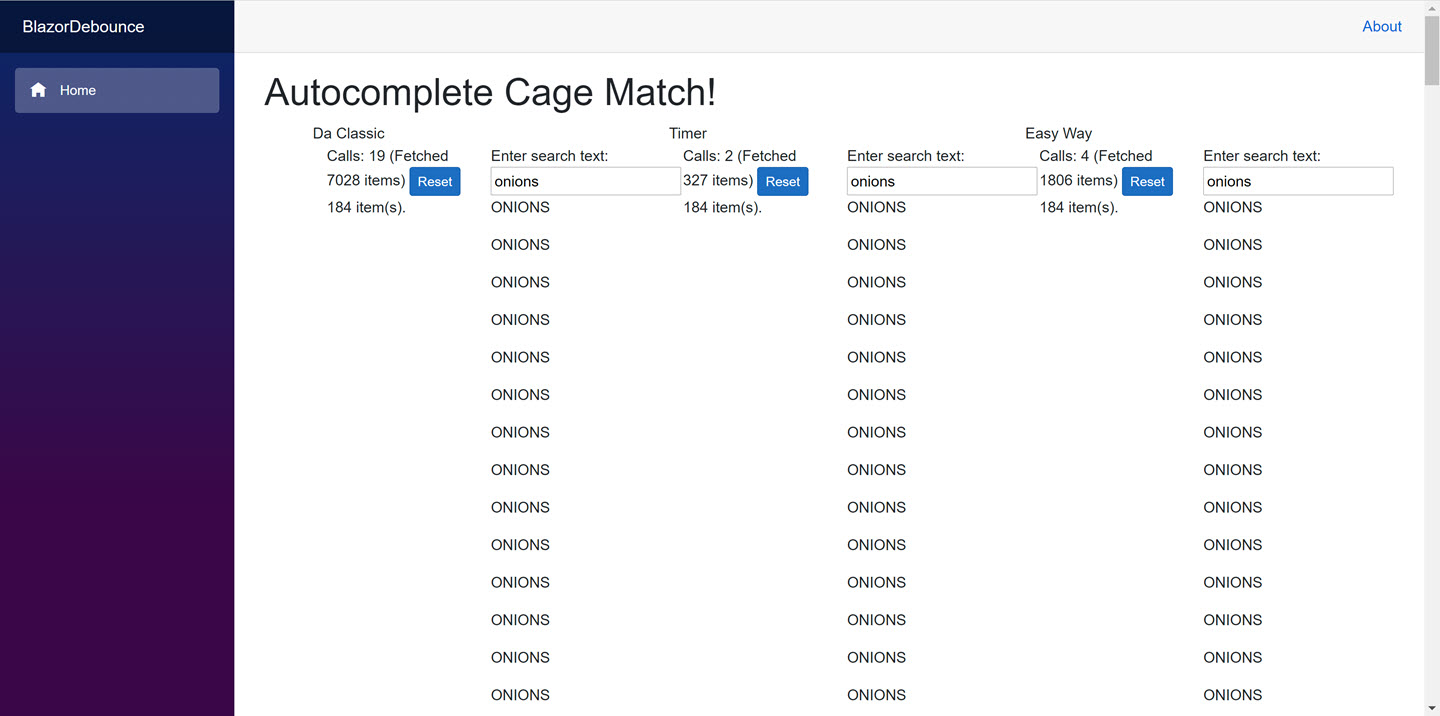 BlazorDebounce
About
Home
Autocomplete Cage Match!
Da Classic
Calls: 19 (Fetched
7028 items) Reset
184 item(s).
Enter search text:
onions
ONIONS
ONIONS
ONIONS
ONIONS
ONIONS
ONIONS
ONIONS
ONIONS
ONIONS
ONIONS
ONIONS
ONIONS
ONIONS
ONIONS
Timer
Calls: 2 (Fetched
327 items) Reset
184 item(s).
Enter search text:
onions
ONIONS
ONIONS
ONIONS
ONIONS
ONIONS
ONIONS
ONIONS
ONIONS
ONIONS
ONIONS
ONIONS
ONIONS
ONIONS
ONIONS
Easy Way
Calls: 4 (Fetched
1806 items) Reset
184 item(s).
Enter search text:
onions
ONIONS
ONIONS
ONIONS
ONIONS
ONIONS
ONIONS
ONIONS
ONIONS
ONIONS
ONIONS
ONIONS
ONIONS
ONIONS
ONIONS